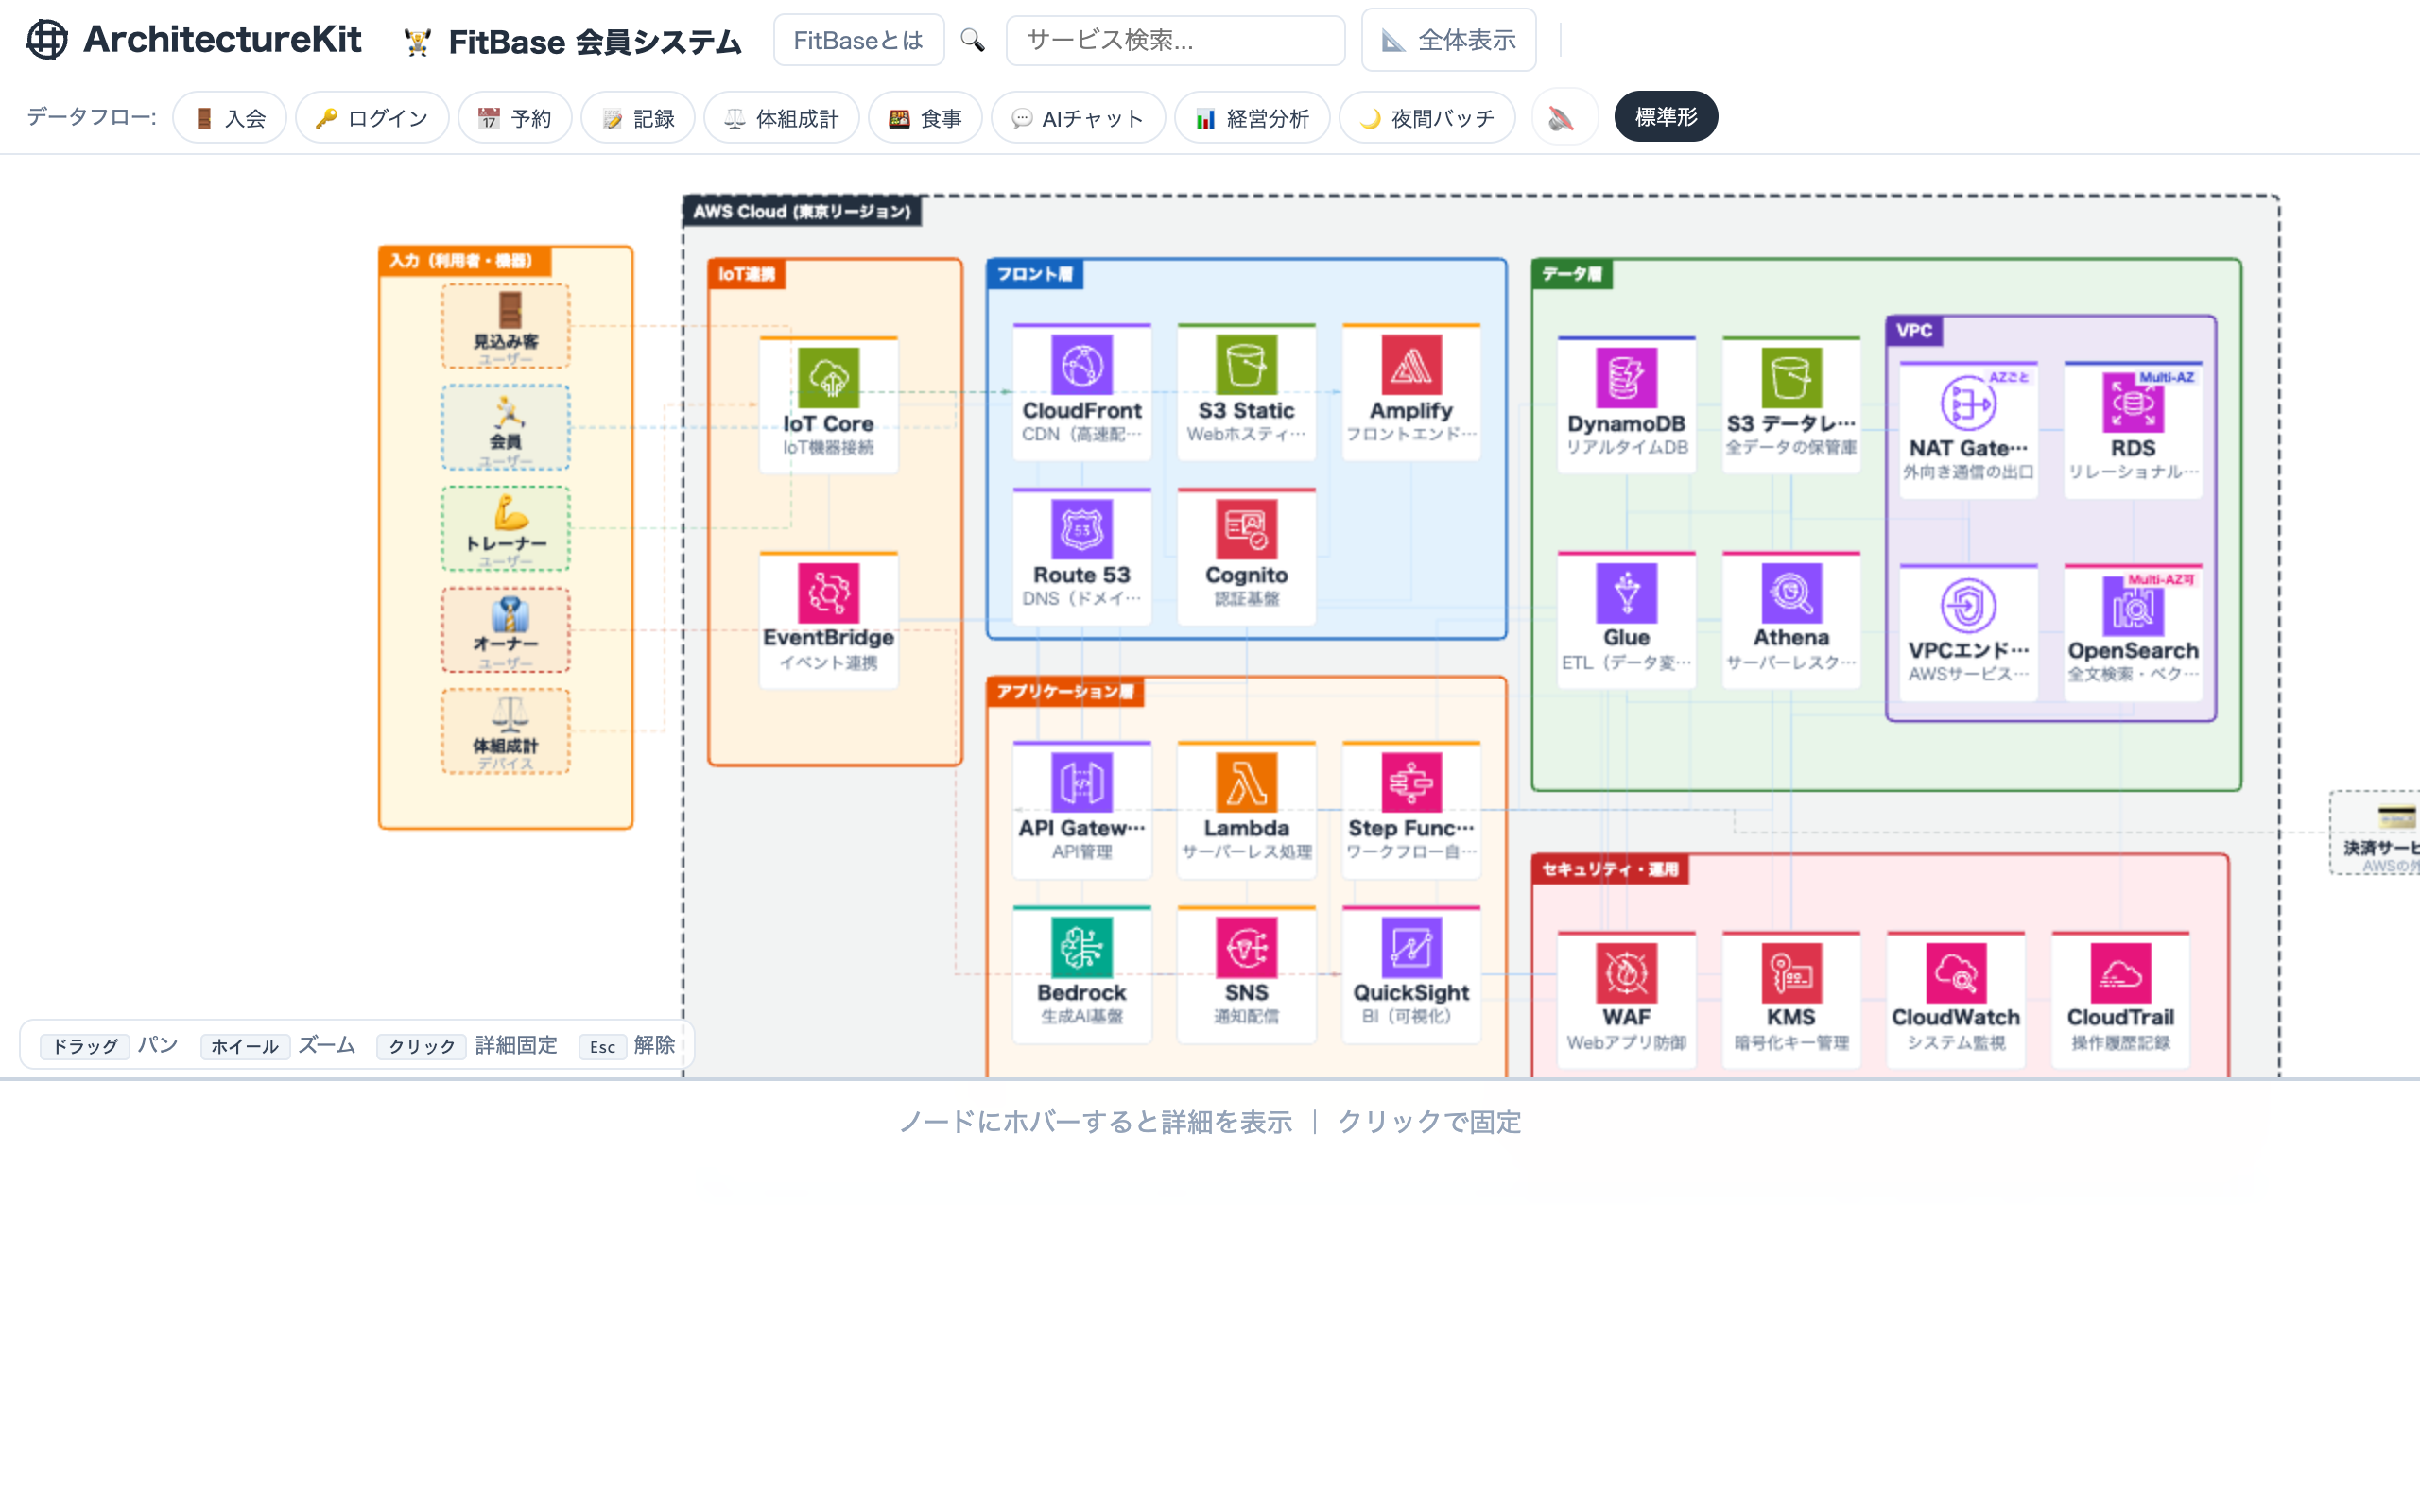 ArchitectureKit
FitBase 会員システム
FitBaseとは
サービス検索...
全体表示
データフロー:
入会
ログイン
予約
記録
体組成計
食事
AIチャット
経営分析
夜間バッチ
標準形
AWS Cloud (東京リージョン)
入力（利用者・機器）
見込み客
ユーザー
会員
ユーザー
トレーナー
ユーザー
オーナー
ユーザー
体組成計
デバイス
IoT連携
IoT Core
IoT機器接続
EventBridge
イベント連携
フロント層
CloudFront
CDN（高速配…
S3 Static
Webホスティ…
Amplify
フロントエンド…
Route 53
DNS（ドメイ…
Cognito
認証基盤
アプリケーション層
API Gatew…
API管理
Lambda
サーバーレス処理
Step Func…
ワークフロー自…
Bedrock
生成AI基盤
SNS
通知配信
QuickSight
BI（可視化）
データ層
DynamoDB
リアルタイムDB
S3 データレ…
全データの保管庫
Glue
ETL（データ変…
Athena
サーバーレスク…
VPC
AZごと
NAT Gate…
外向き通信の出口
Multi-AZ
RDS
リレーショナル…
VPCエンド…
AWSサービス…
Multi-AZ可
OpenSearch
全文検索・ベク…
セキュリティ・運用
WAF
Webアプリ防御
KMS
暗号化キー管理
CloudWatch
システム監視
CloudTrail
操作履歴記録
決済サービ
AWSの外
ドラッグ パン ホイール ズーム クリック 詳細固定 Esc 解除
ノードにホバーすると詳細を表示 ｜ クリックで固定